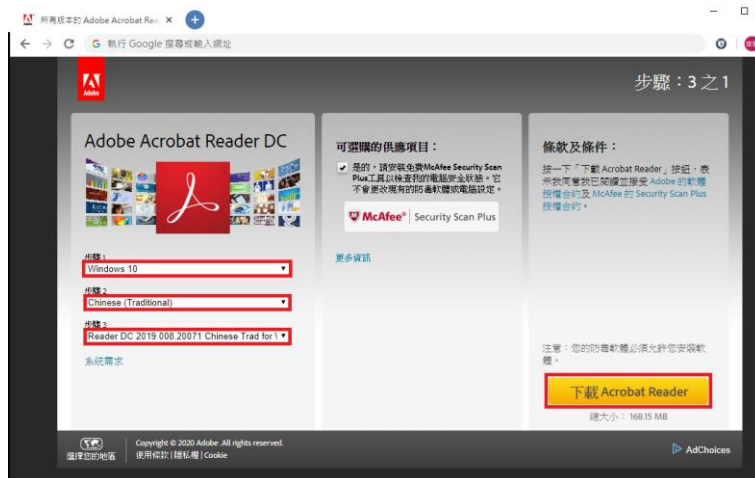 所有版本的 Adobe Acrobat Rea
執行 Google 搜尋或輸入網址
Adobe
步驟：3 之 1
Adobe Acrobat Reader DC
步驟 1
Windows 10
步驟 2
Chinese (Traditional)
步驟 3
Reader DC 2019.008.20071 Chinese Trad for
系統需求
可選購的供應項目：
是的，請安裝免費McAfee Security Scan
Plus工具以檢查我的電腦安全狀態。它
不會更改現有的防毒軟體或電腦設定。
McAfee® Security Scan Plus
更多資訊
條款及條件：
按一下「下載 Acrobat Reader」按鈕，表
示我同意我已閱讀並接受 Adobe 的軟體
授權合約及 McAfee 的 Security Scan Plus
授權合約。
注意：您的防毒軟體必須允許您安裝軟
體。
下載 Acrobat Reader
總大小： 168.15 MB
選擇您的地區
Copyright © 2020 Adobe .All rights reserved.
使用條款 | 隱私權 | Cookie
AdChoices